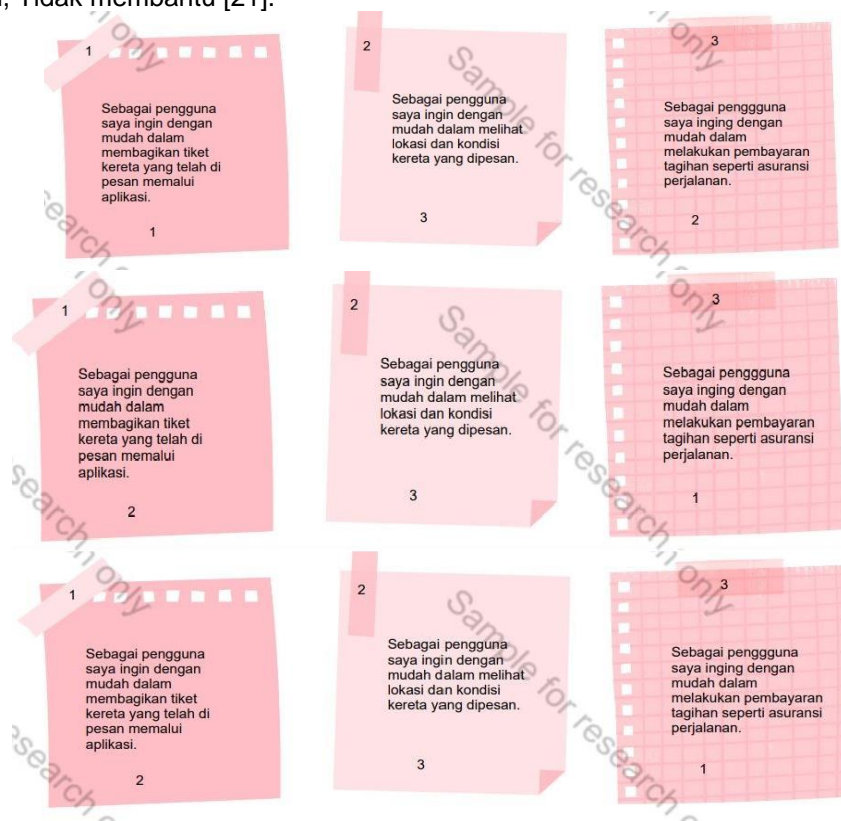 Tidak membantu [21].
1
Sebagai pengguna
saya ingin dengan
mudah dalam
membagikan tiket
kereta yang telah di
pesan memalui
aplikasi.
1
2
Sebagai pengguna
saya ingin dengan
mudah dalam melihat
lokasi dan kondisi
kereta yang dipesan.
3
3
Sebagai penggguna
saya inging dengan
mudah dalam
melakukan pembayaran
tagihan seperti asuransi
perjalanan.
2
1
Sebagai pengguna
saya ingin dengan
mudah dalam
membagikan tiket
kereta yang telah di
pesan memalui
aplikasi.
2
2
Sebagai pengguna
saya ingin dengan
mudah dalam melihat
lokasi dan kondisi
kereta yang dipesan.
3
3
Sebagai penggguna
saya inging dengan
mudah dalam
melakukan pembayaran
tagihan seperti asuransi
perjalanan.
1
1
Sebagai pengguna
saya ingin dengan
mudah dalam
membagikan tiket
kereta yang telah di
pesan memalui
aplikasi.
2
2
Sebagai pengguna
saya ingin dengan
mudah dalam melihat
lokasi dan kondisi
kereta yang dipesan.
3
3
Sebagai penggguna
saya inging dengan
mudah dalam
melakukan pembayaran
tagihan seperti asuransi
perjalanan.
1